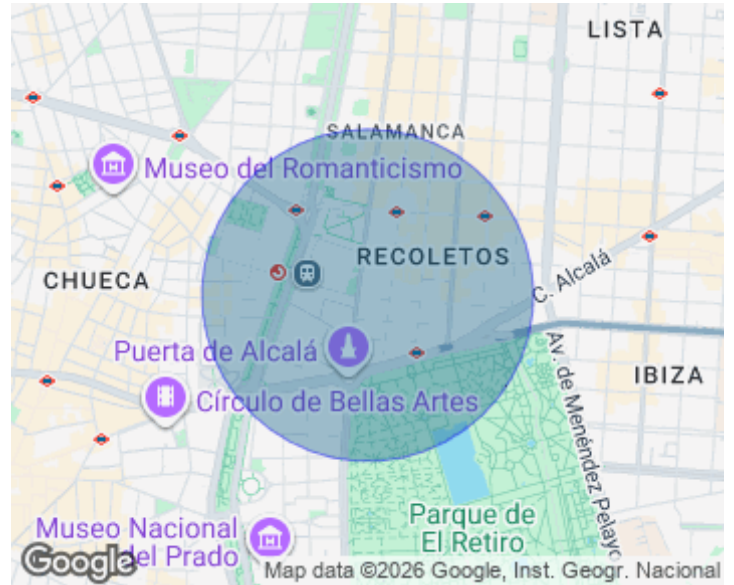 LISTA
SALAMANCA
Museo del Romanticismo
RECOLETOS
CHUECA
C. Alcalá
Puerta de Alcalá
IBIZA
Círculo de Bellas Artes
Av. de Menéndez Pelayo
Parque de
El Retiro
Museo Nacional
del Prado
Google
Map data ©2026 Google, Inst. Geogr. Nacional